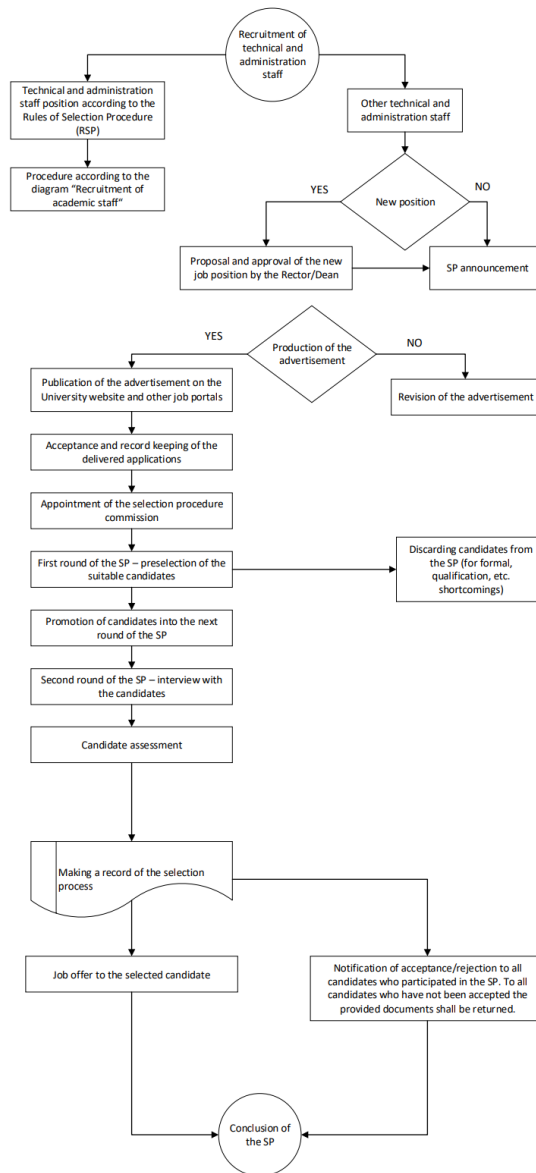 Recruitment of
technical and
administration
staff
Technical and administration
staff position according to the
Rules of Selection Procedure
(RSP)
Other technical and
administration staff
Procedure according to the
diagram “Recruitment of
academic staff”
YES
NO
New position
Proposal and approval of the new
job position by the Rector/Dean
SP announcement
YES
NO
Production of the
advertisement
Publication of the advertisement on the
University website and other job portals
Revision of the advertisement
Acceptance and record keeping of the
delivered applications
Appointment of the selection procedure
commission
First round of the SP – preselection of the
suitable candidates
Discarding candidates from
the SP (for formal,
qualification, etc.
shortcomings)
Promotion of candidates into the next
round of the SP
Second round of the SP – interview with
the candidates
Candidate assessment
Making a record of the selection
process
Job offer to the selected candidate
Notification of acceptance/rejection to all
candidates who participated in the SP. To all
candidates who have not been accepted the
provided documents shall be returned.
Conclusion of
the SP